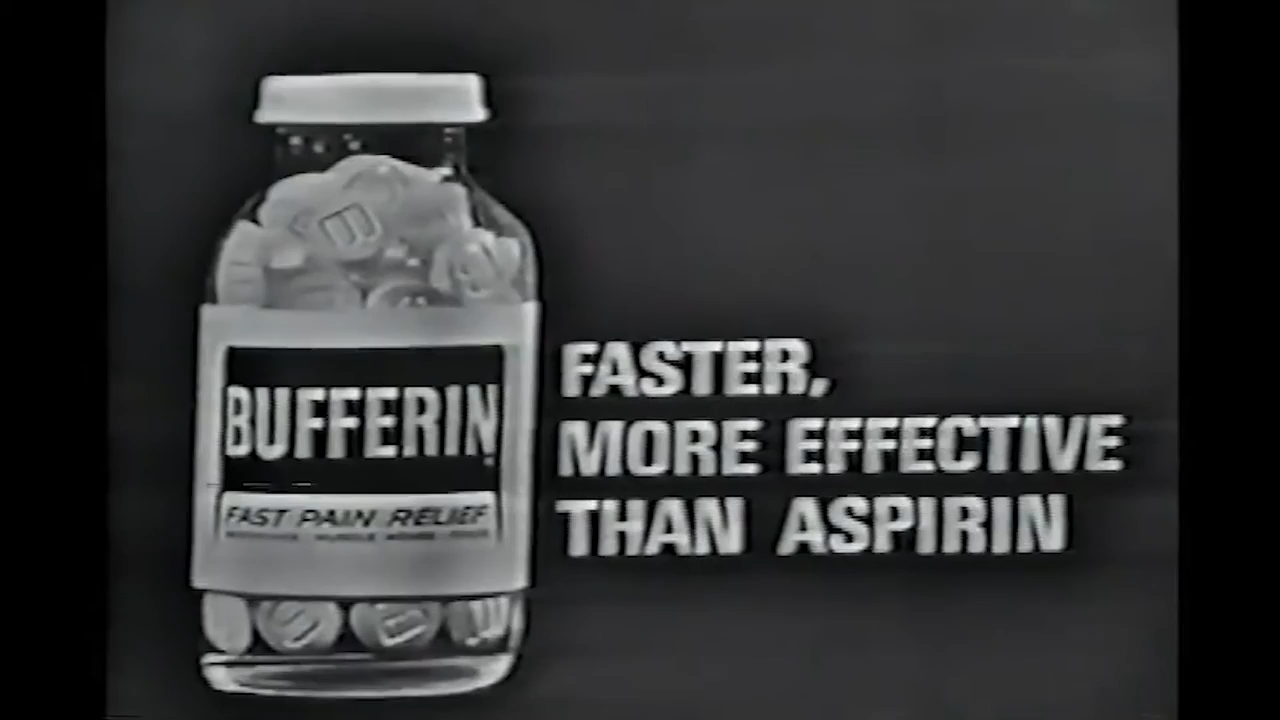 BUFFERIN
FAST PAIN RELIEF
FASTER,
MORE EFFECTIVE
THAN ASPIRIN